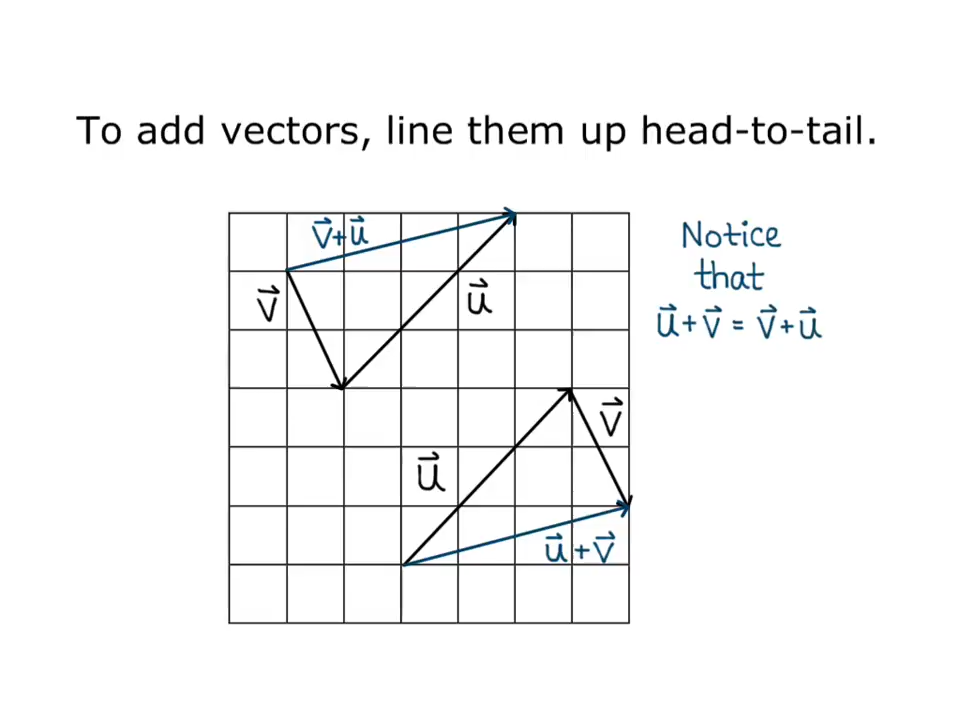 To add vectors, line them up head-to-tail.
v⃗+u⃗
v⃗
u⃗
Notice
that
u⃗+v⃗ = v⃗+u⃗
v⃗
u⃗
u⃗+v⃗